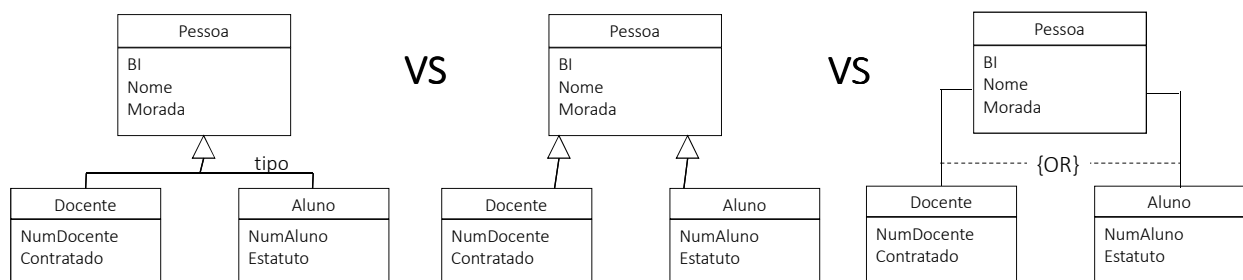 Pessoa
BI
Nome
Morada
tipo
Docente
NumDocente
Contratado
Aluno
NumAluno
Estatuto
VS
Pessoa
BI
Nome
Morada
Docente
NumDocente
Contratado
Aluno
NumAluno
Estatuto
VS
Pessoa
BI
Nome
Morada
{OR}
Docente
NumDocente
Contratado
Aluno
NumAluno
Estatuto